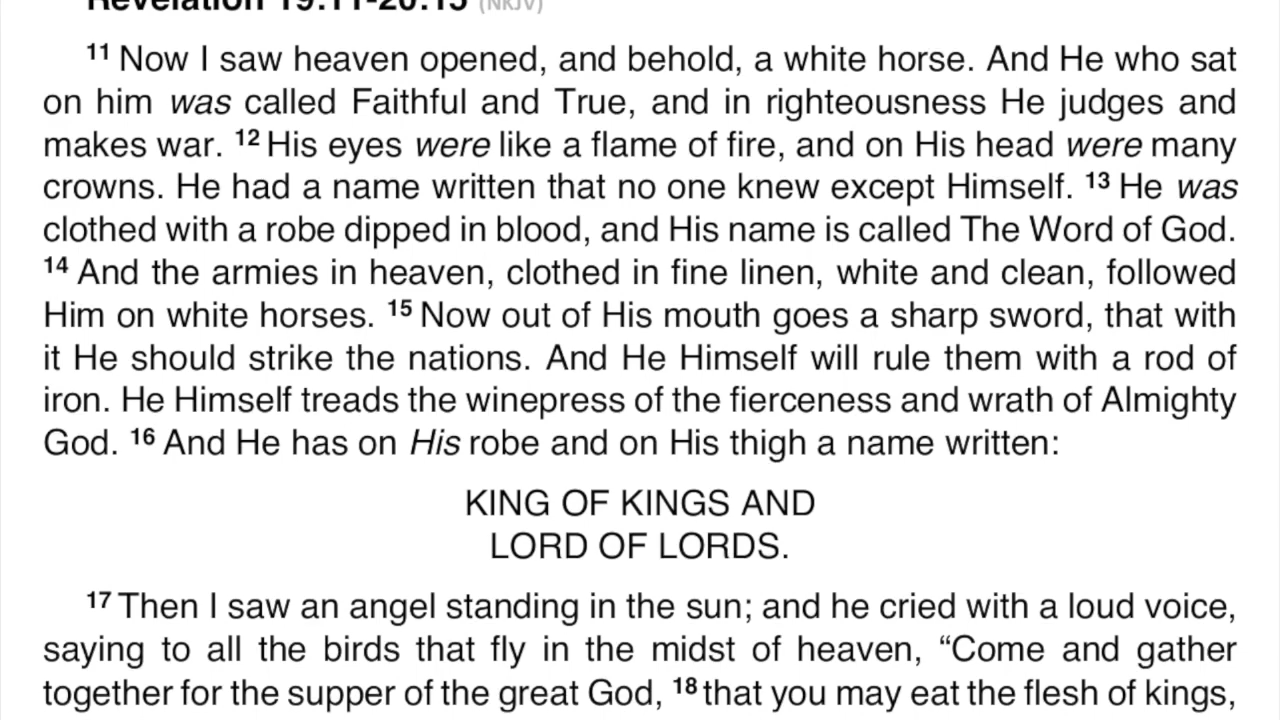 Revelation 19:11-20:15 (NKJV)
11 Now I saw heaven opened, and behold, a white horse. And He who sat
on him was called Faithful and True, and in righteousness He judges and
makes war. 12 His eyes were like a flame of fire, and on His head were many
crowns. He had a name written that no one knew except Himself. 13 He was
clothed with a robe dipped in blood, and His name is called The Word of God.
14 And the armies in heaven, clothed in fine linen, white and clean, followed
Him on white horses. 15 Now out of His mouth goes a sharp sword, that with
it He should strike the nations. And He Himself will rule them with a rod of
iron. He Himself treads the winepress of the fierceness and wrath of Almighty
God. 16 And He has on His robe and on His thigh a name written:
KING OF KINGS AND
LORD OF LORDS.
17 Then I saw an angel standing in the sun; and he cried with a loud voice,
saying to all the birds that fly in the midst of heaven, “Come and gather
together for the supper of the great God, 18 that you may eat the flesh of kings,